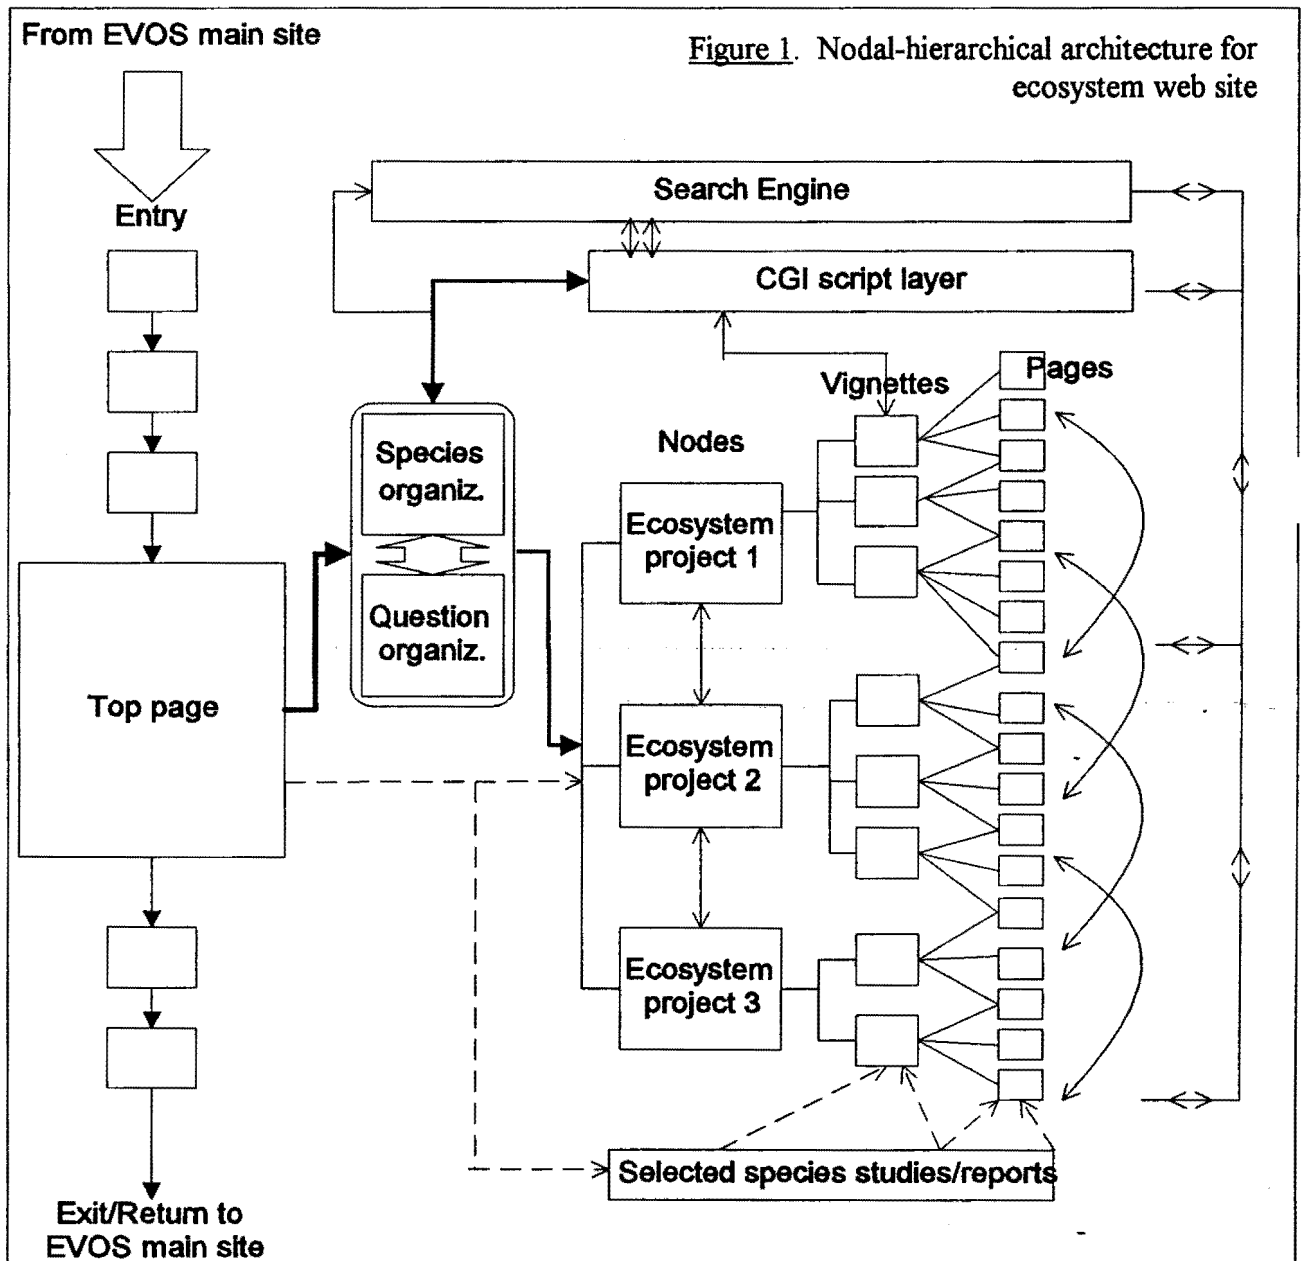 From EVOS main site
Figure 1. Nodal-hierarchical architecture for
ecosystem web site
Entry
Search Engine
CGI script layer
Vignettes
Pages
Nodes
Species
organiz.
Question
organiz.
Ecosystem
project 1
Top page
Ecosystem
project 2
Ecosystem
project 3
Selected species studies/reports
Exit/Return to
EVOS main site